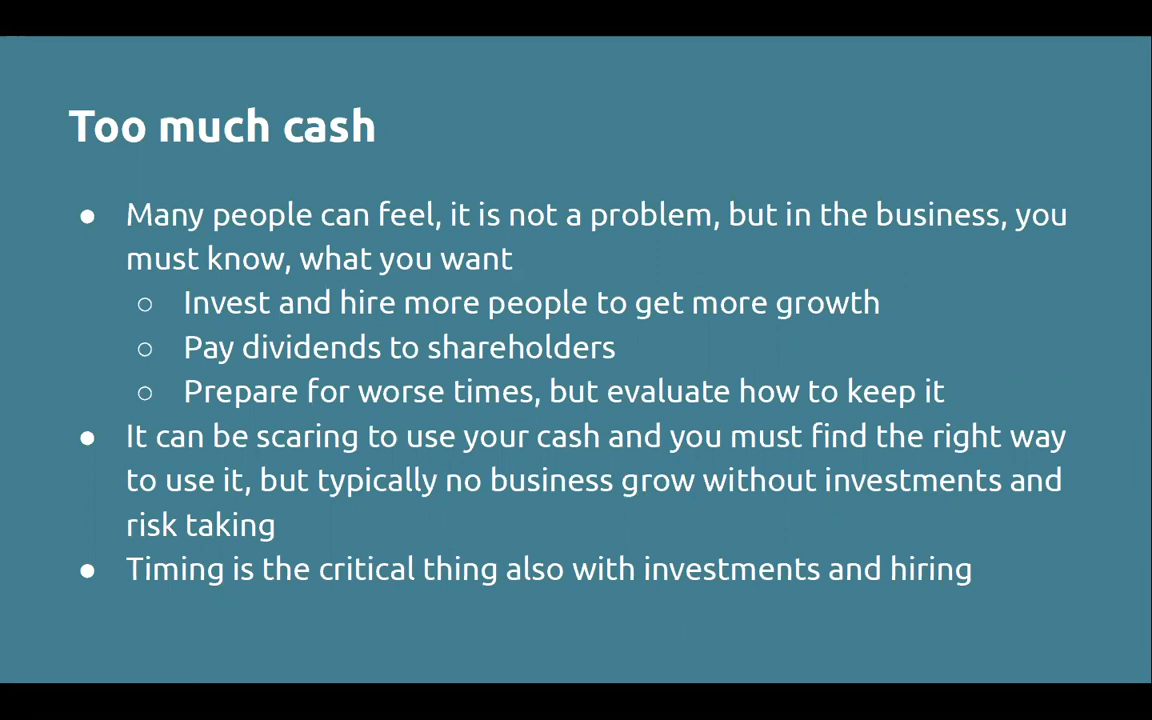 Too much cash
● Many people can feel, it is not a problem, but in the business, you
must know, what you want
○ Invest and hire more people to get more growth
○ Pay dividends to shareholders
○ Prepare for worse times, but evaluate how to keep it
● It can be scaring to use your cash and you must find the right way
to use it, but typically no business grow without investments and
risk taking
● Timing is the critical thing also with investments and hiring